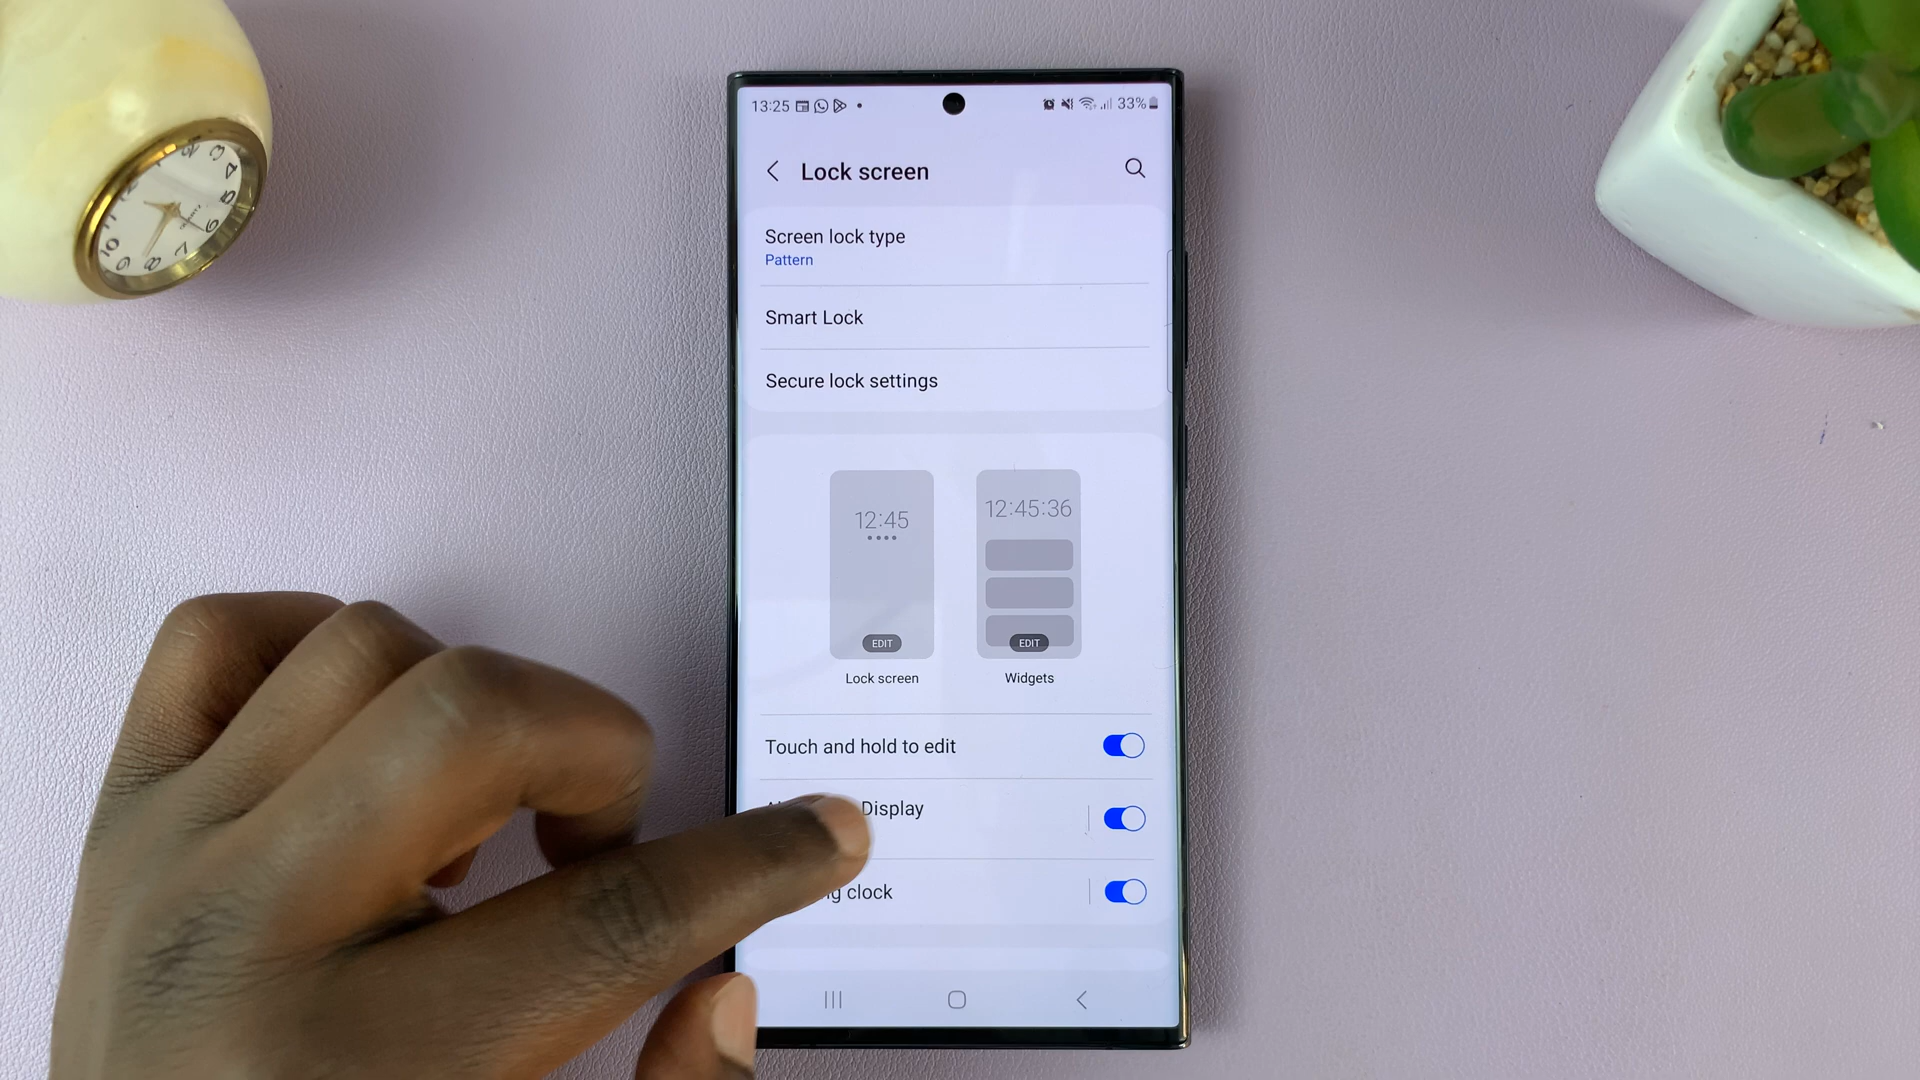 13:25
33%
Lock screen
Screen lock type
Pattern
Smart Lock
Secure lock settings
12:45
12:45:36
EDIT
EDIT
Lock screen
Widgets
Touch and hold to edit
Display
clock